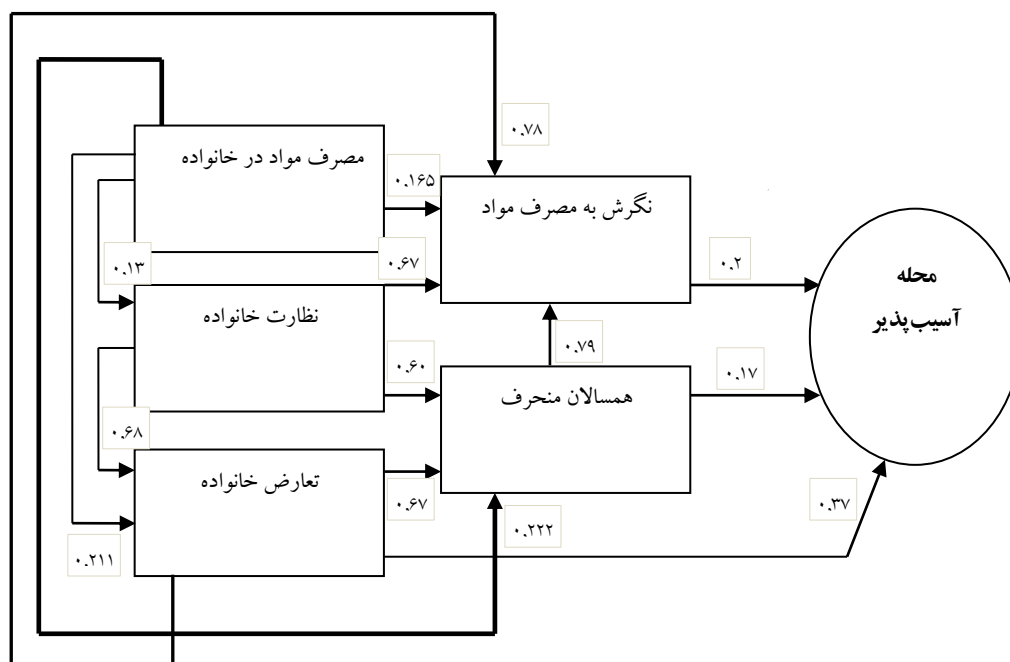 ۰.۷۸
مصرف مواد در خانواده
۰.۱۶۵
نگرش به مصرف مواد
۰.۱۳
۰.۶۷
۰.۲
محله
آسیب‌پذیر
نظارت خانواده
۰.۷۹
۰.۶۰
۰.۱۷
همسالان منحرف
۰.۶۸
تعارض خانواده
۰.۶۷
۰.۲۲۲
۰.۳۷
۰.۲۱۱